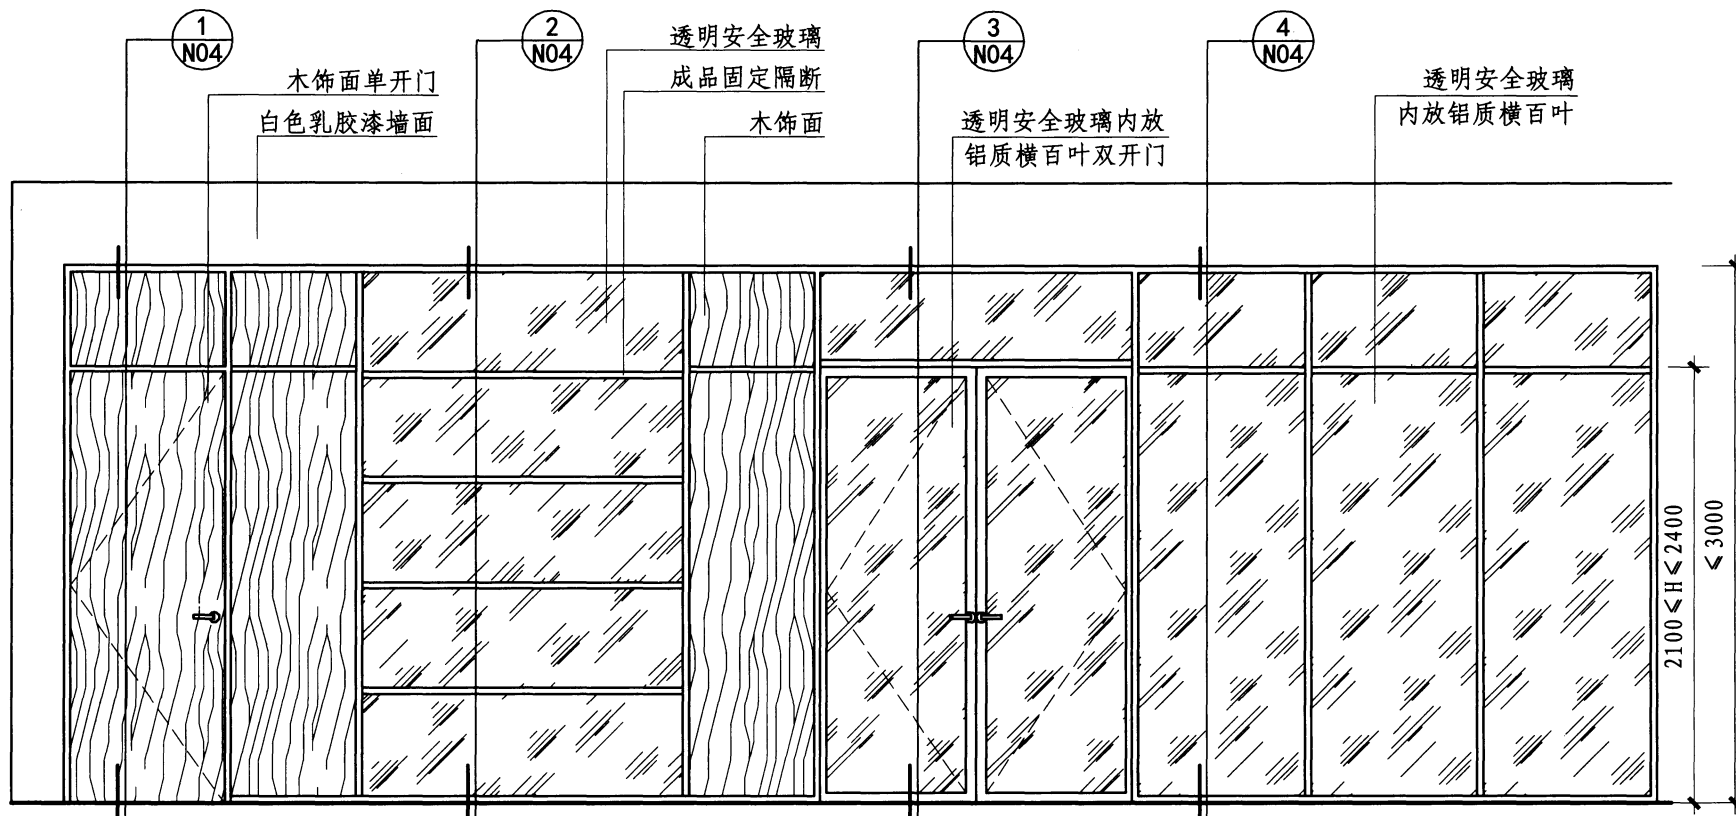 1
N04
2
N04
3
N04
4
N04
木饰面单开门
白色乳胶漆墙面
透明安全玻璃
成品固定隔断
木饰面
透明安全玻璃内放
铝质横百叶双开门
透明安全玻璃
内放铝质横百叶
2100≤H≤2400
≤3000